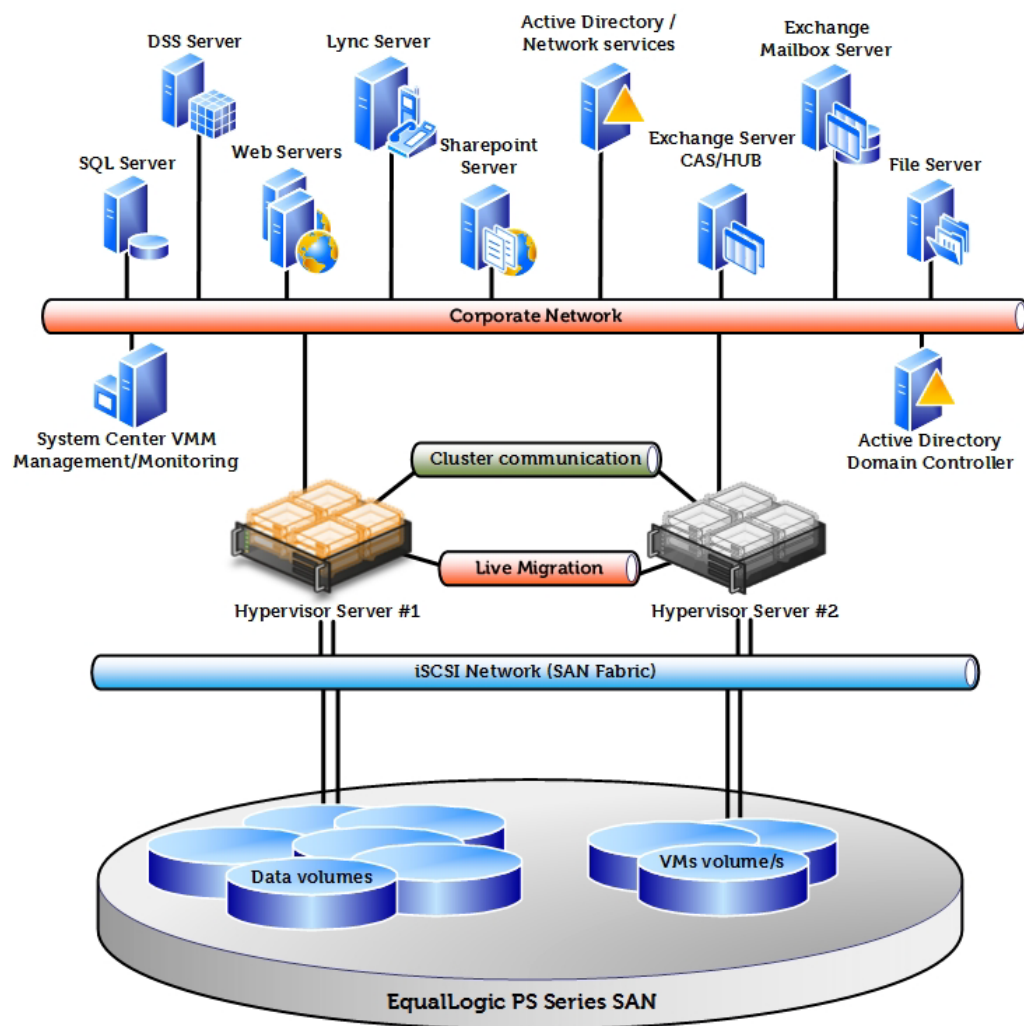 DSS Server
Lync Server
Active Directory /
Network services
Exchange
Mailbox Server
SQL Server
Web Servers
Sharepoint
Server
Exchange Server
CAS/HUB
File Server
Corporate Network
System Center VMM
Management/Monitoring
Active Directory
Domain Controller
Cluster communication
Live Migration
Hypervisor Server #1
Hypervisor Server #2
iSCSI Network (SAN Fabric)
Data volumes
VMs volume/s
EqualLogic PS Series SAN